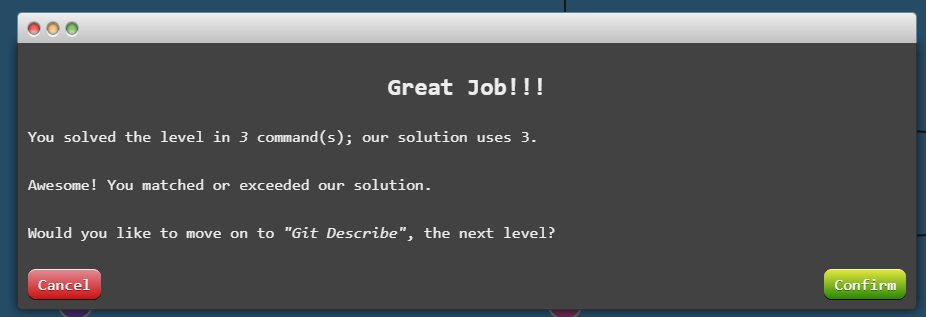 Great Job!!!
You solved the level in 3 command(s); our solution uses 3.
Awesome! You matched or exceeded our solution.
Would you like to move on to "Git Describe", the next level?
Cancel
Confirm